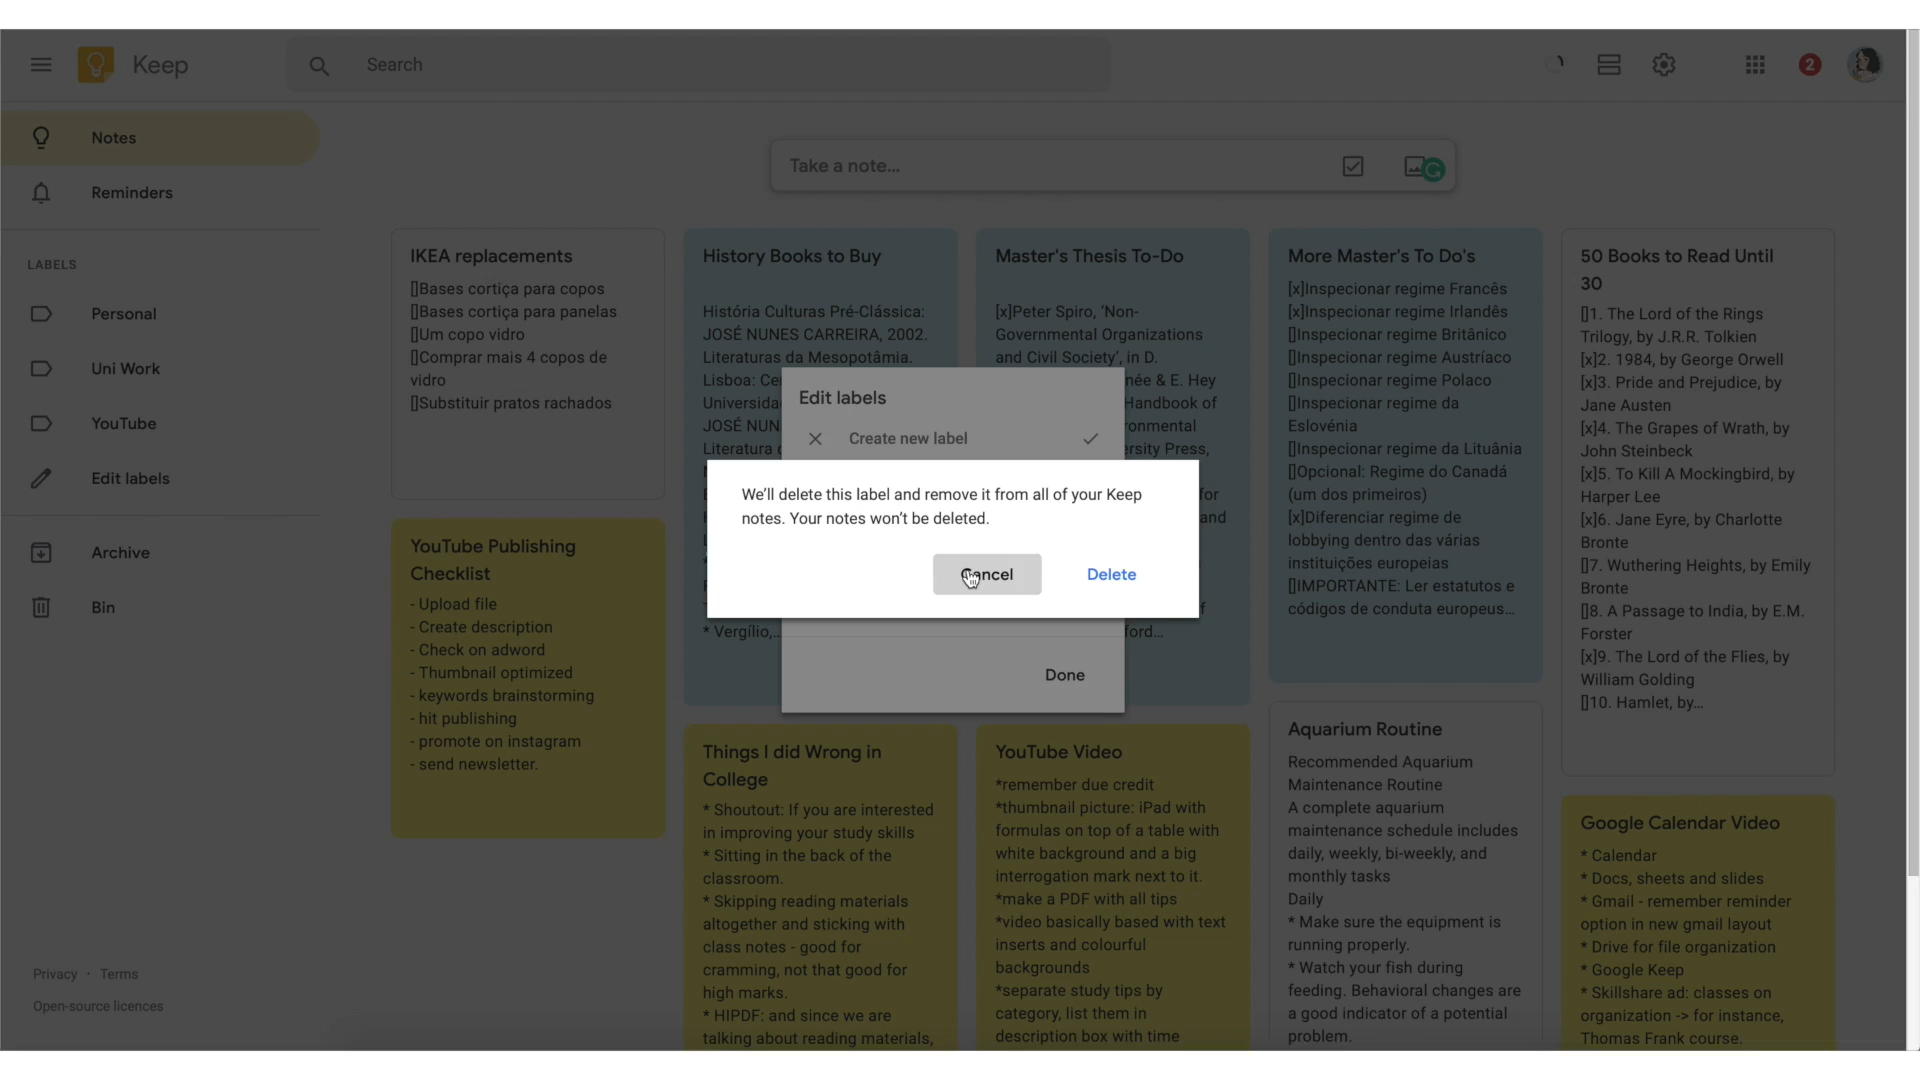 Keep
Search
2
Notes
Reminders
LABELS
Personal
Uni Work
YouTube
Edit labels
Archive
Bin
Privacy · Terms
Open-source licences
Take a note...
IKEA replacements
[]Bases cortiça para copos
[]Bases cortiça para panelas
[]Um copo vidro
[]Comprar mais 4 copos de
vidro
[]Substituir pratos rachados
YouTube Publishing
Checklist
- Upload file
- Create description
- Check on adword
- Thumbnail optimized
- keywords brainstorming
- hit publishing
- promote on instagram
- send newsletter.
History Books to Buy
História Culturas Pré-Clássica:
JOSÉ NUNES CARREIRA, 2002.
Literaturas da Mesopotâmia.
Lisboa:
JOSÉ NUN
Literatura
* Vergílio,...
Things I did Wrong in
College
* Shoutout: If you are interested
in improving your study skills
* Sitting in the back of the
classroom.
* Skipping reading materials
altogether and sticking with
class notes - good for
cramming, not that good for
high marks.
* HIPDF: and since we are
talking about reading materials,
Master's Thesis To-Do
[x]Peter Spiro, ‘Non-
Governmental Organizations
and Civil Society’, in D.
née & E. Hey
Handbook of
ronmental
ersity Press,
for
and
f
ford...
YouTube Video
*remember due credit
*thumbnail picture: iPad with
formulas on top of a table with
white background and a big
interrogation mark next to it.
*make a PDF with all tips
*video basically based with text
inserts and colourful
backgrounds
*separate study tips by
category, list them in
description box with time
Edit labels
Create new label
We'll delete this label and remove it from all of your Keep
notes. Your notes won't be deleted.
Cancel
Delete
Done
More Master's To Do's
[x]Inspecionar regime Francês
[x]Inspecionar regime Irlandês
[]Inspecionar regime Britânico
[]Inspecionar regime Austríaco
[]Inspecionar regime Polaco
[]Inspecionar regime da
Eslovénia
[]Inspecionar regime da Lituânia
[]Opcional: Regime do Canadá
(um dos primeiros)
[x]Diferenciar regime de
lobbying dentro das várias
instituições europeias
[]IMPORTANTE: Ler estatutos e
códigos de conduta europeus...
Aquarium Routine
Recommended Aquarium
Maintenance Routine
A complete aquarium
maintenance schedule includes
daily, weekly, bi-weekly, and
monthly tasks
Daily
* Make sure the equipment is
running properly.
* Watch your fish during
feeding. Behavioral changes are
a good indicator of a potential
problem.
50 Books to Read Until
30
[]1. The Lord of the Rings
Trilogy, by J.R.R. Tolkien
[x]2. 1984, by George Orwell
[x]3. Pride and Prejudice, by
Jane Austen
[x]4. The Grapes of Wrath, by
John Steinbeck
[x]5. To Kill A Mockingbird, by
Harper Lee
[x]6. Jane Eyre, by Charlotte
Bronte
[]7. Wuthering Heights, by Emily
Bronte
[]8. A Passage to India, by E.M.
Forster
[x]9. The Lord of the Flies, by
William Golding
[]10. Hamlet, by...
Google Calendar Video
* Calendar
* Docs, sheets and slides
* Gmail - remember reminder
option in new gmail layout
* Drive for file organization
* Google Keep
* Skillshare ad: classes on
organization -> for instance,
Thomas Frank course.